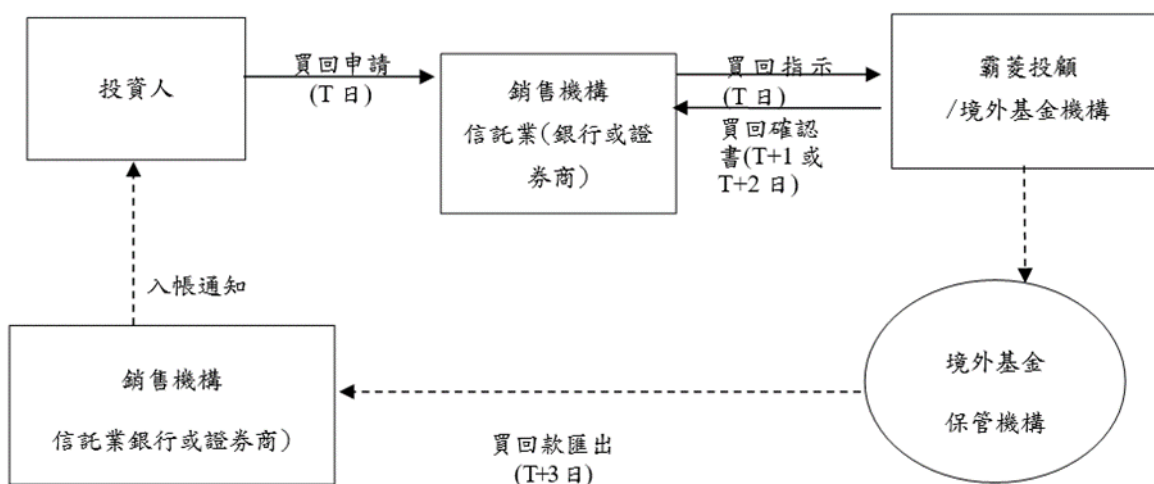 投資人
買回申請
(T 日)
銷售機構
信託業(銀行或證
券商)
買回指示
(T 日)
買回確認
書(T+1 或
T+2 日)
霸菱投顧
/境外基金機構
入帳通知
銷售機構
信託業銀行或證券商)
買回款匯出
(T+3 日)
境外基金
保管機構